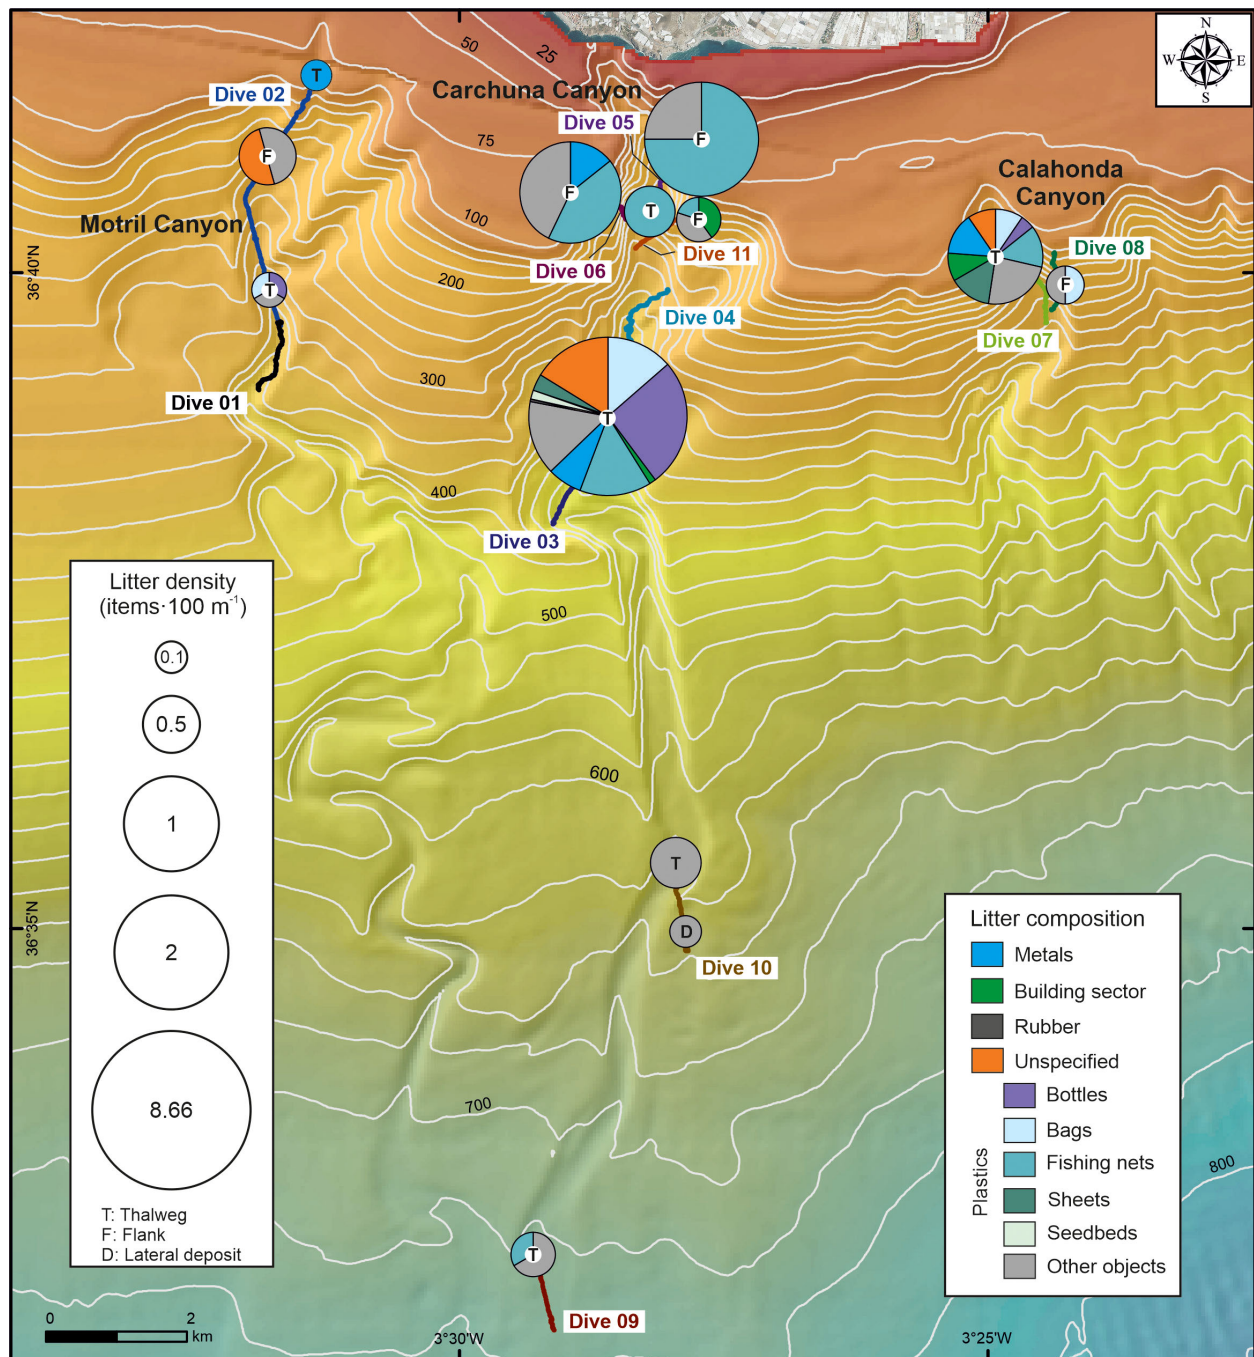 N
W E
S
50
25
Carchuna Canyon
T
Dive 02
Dive 05
F
75
F
Calahonda
Canyon
F
Motril Canyon
T
F
100
Dive 08
Dive 06
Dive 11
T
36°40'N
200
T
F
Dive 04
Dive 07
300
Dive 01
T
400
Dive 03
Litter density
(items·100 m⁻¹)
0.1
0.5
1
2
8.66
T: Thalweg
F: Flank
D: Lateral deposit
500
600
T
D
Dive 10
36°35'N
700
800
T
Dive 09
Litter composition
Metals
Building sector
Rubber
Unspecified
Plastics
Bottles
Bags
Fishing nets
Sheets
Seedbeds
Other objects
0 2
km
3°30'W
3°25'W